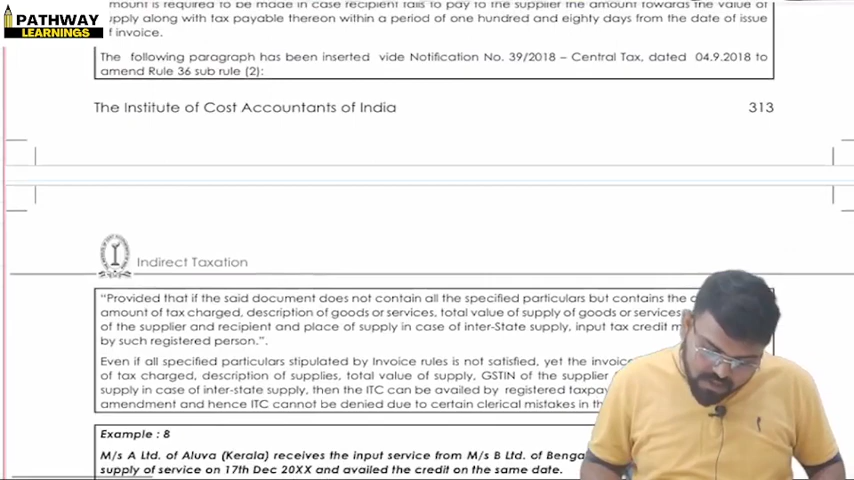 PATHWAY
LEARNINGS
amount is required to be made in case recipient fails to pay to the supplier the amount towards the value of
supply along with tax payable thereon within a period of one hundred and eighty days from the date of issue
f invoice.
The following paragraph has been inserted vide Notification No. 39/2018 – Central Tax, dated 04.9.2018 to
amend Rule 36 sub rule (2):
The Institute of Cost Accountants of India 313
Indirect Taxation
“Provided that if the said document does not contain all the specified particulars but contains the
amount of tax charged, description of goods or services, total value of supply of goods or services
of the supplier and recipient and place of supply in case of inter-State supply, input tax credit
by such registered person.”.
Even if all specified particulars stipulated by Invoice rules is not satisfied, yet the invoice
of tax charged, description of supplies, total value of supply, GSTIN of the supplier
supply in case of inter-state supply, then the ITC can be availed by registered
amendment and hence ITC cannot be denied due to certain clerical mistakes in
Example : 8
M/s A Ltd. of Aluva (Kerala) receives the input service from M/s B Ltd. of
supply of service on 17th Dec 20XX and availed the credit on the same date.